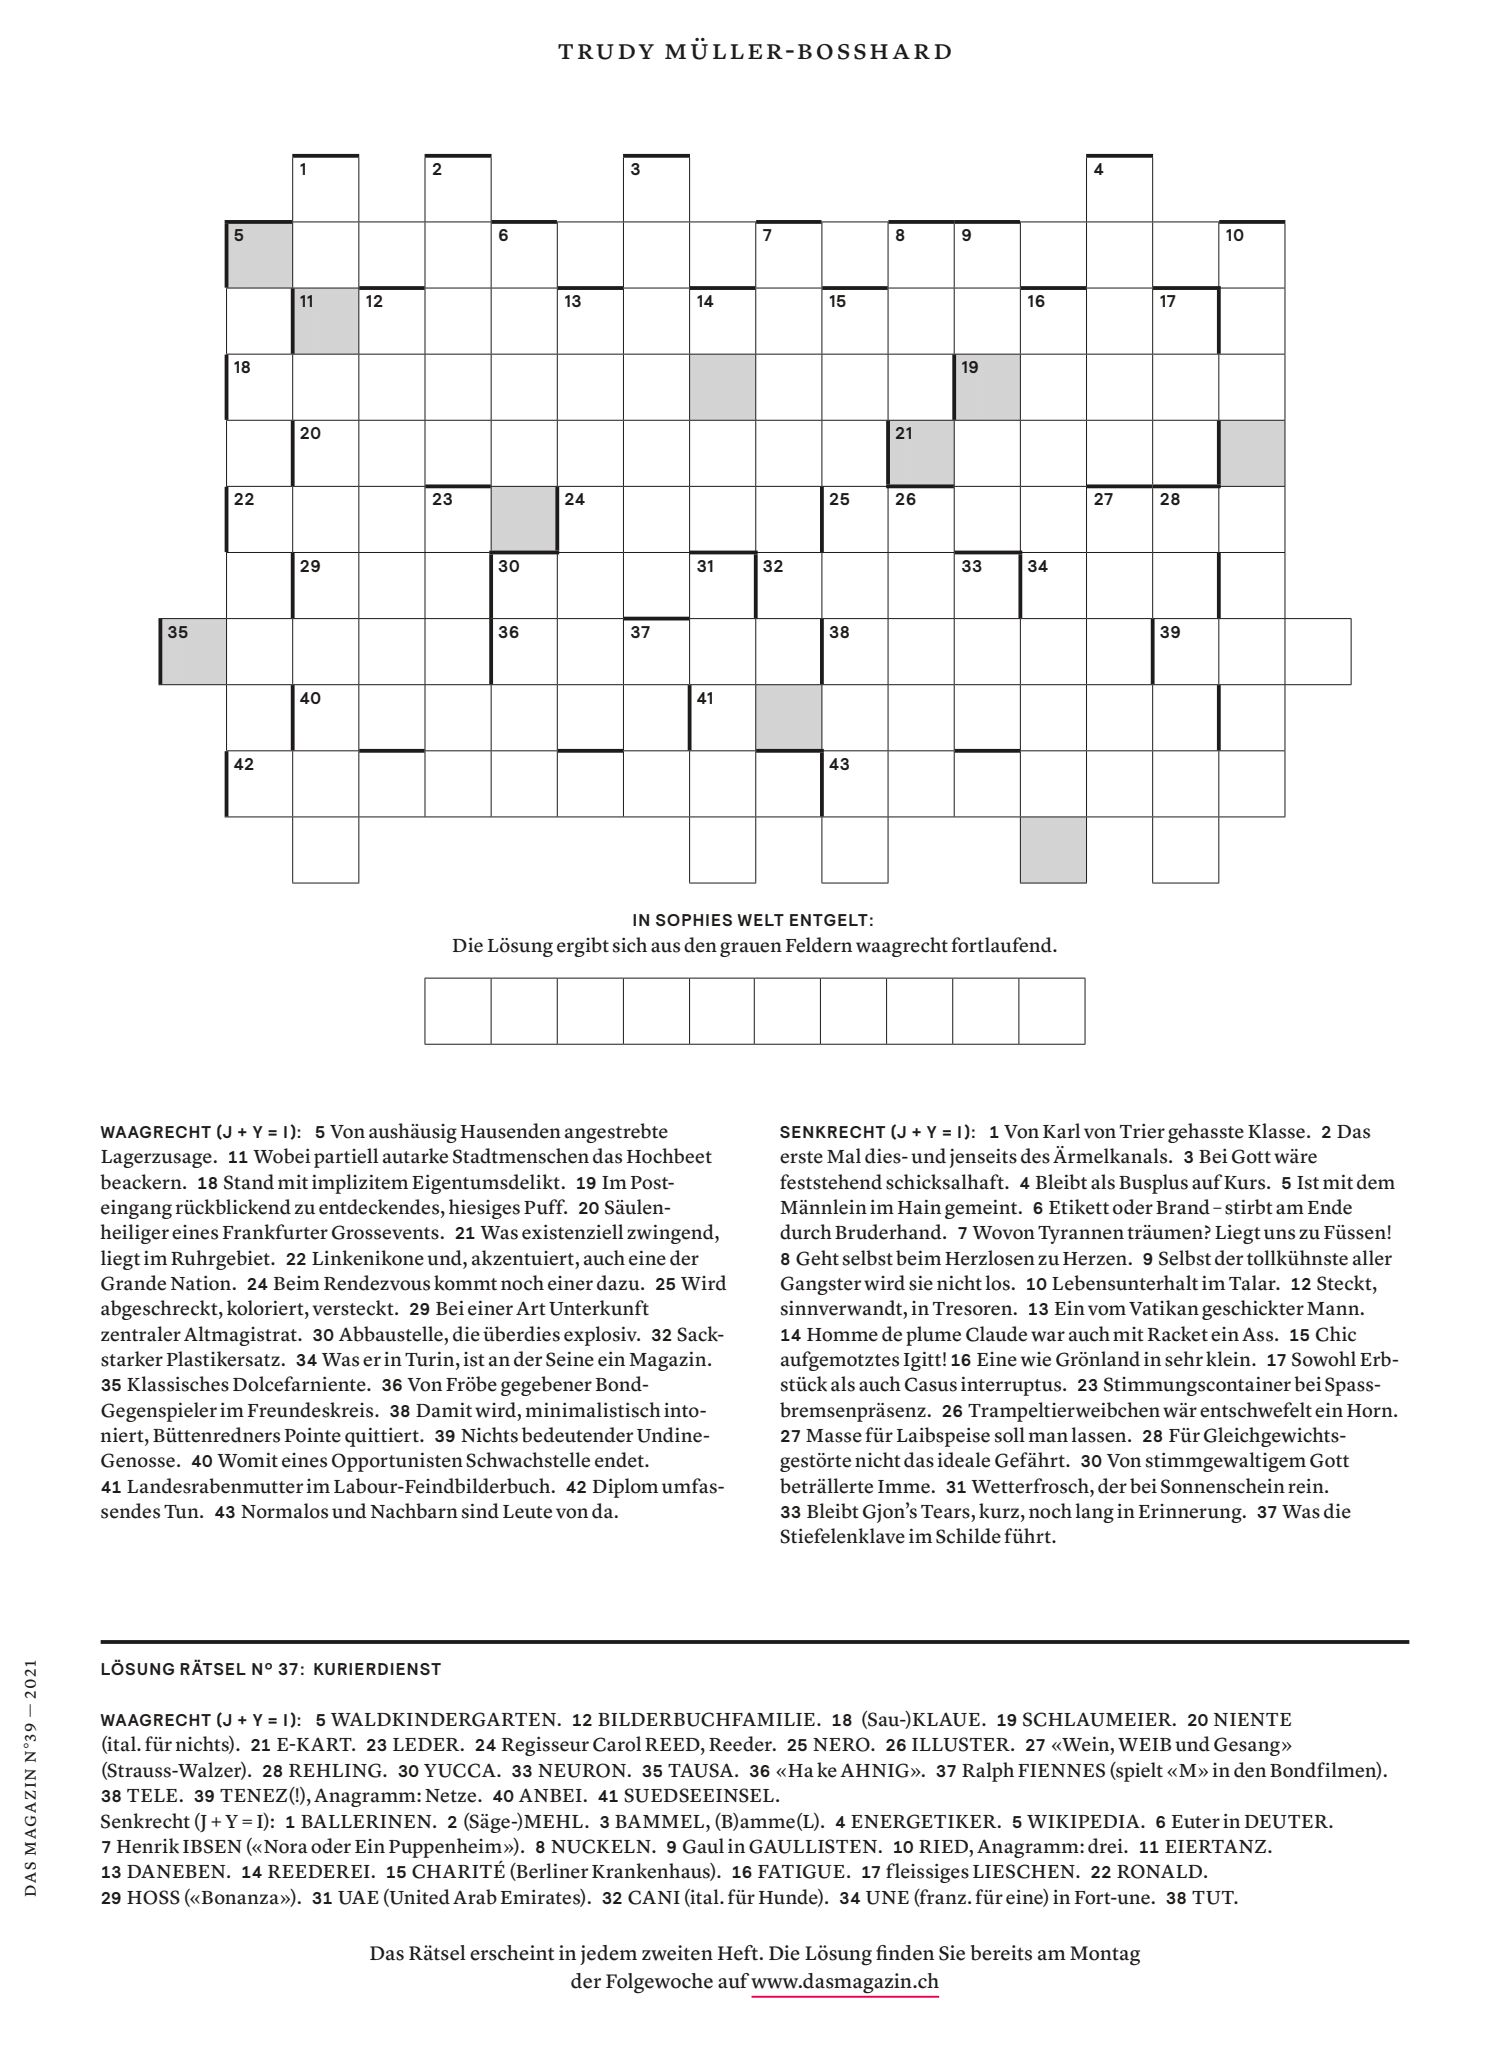 TRUDY MÜLLER-BOSSHARD
1 2 3 4
5 6 7 8 9 10
11 12 13 14 15 16 17
18 19
20 21
22 23 24 25 26 27 28
29 30 31 32 33 34
35 36 37 38 39
40 41
42 43
IN SOPHIES WELT ENTGELT:
Die Lösung ergibt sich aus den grauen Feldern waagrecht fortlaufend.
WAAGRECHT (J + Y = I): 5 Von aushäusig Hausenden angestrebte
Lagerzusage. 11 Wobei partiell autarke Stadtmenschen das Hochbeet
beackern. 18 Stand mit implizitem Eigentumsdelikt. 19 Im Post-
eingang rückblickend zu entdeckendes, hiesiges Puff. 20 Säulen-
heiliger eines Frankfurter Grossevents. 21 Was existenziell zwingend,
liegt im Ruhrgebiet. 22 Linkenikone und, akzentuiert, auch eine der
Grande Nation. 24 Beim Rendezvous kommt noch einer dazu. 25 Wird
abgeschreckt, koloriert, versteckt. 29 Bei einer Art Unterkunft
zentraler Altmagistrat. 30 Abbaustelle, die überdies explosiv. 32 Sack-
starker Plastikersatz. 34 Was er in Turin, ist an der Seine ein Magazin.
35 Klassisches Dolcefarniente. 36 Von Fröbe gegebener Bond-
Gegenspieler im Freundeskreis. 38 Damit wird, minimalistisch into-
niert, Büttenredners Pointe quittiert. 39 Nichts bedeutender Undine-
Genosse. 40 Womit eines Opportunisten Schwachstelle endet.
41 Landesrabenmutter im Labour-Feindbilderbuch. 42 Diplom umfas-
sendes Tun. 43 Normalos und Nachbarn sind Leute von da.
SENKRECHT (J + Y = I): 1 Von Karl von Trier gehasste Klasse. 2 Das
erste Mal dies- und jenseits des Ärmelkanals. 3 Bei Gott wäre
feststehend schicksalhaft. 4 Bleibt als Busplus auf Kurs. 5 Ist mit dem
Männlein im Hain gemeint. 6 Etikett oder Brand – stirbt am Ende
durch Bruderhand. 7 Wovon Tyrannen träumen? Liegt uns zu Füssen!
8 Geht selbst beim Herzlosen zu Herzen. 9 Selbst der tollkühnste aller
Gangster wird sie nicht los. 10 Lebensunterhalt im Talar. 12 Steckt,
sinnverwandt, in Tresoren. 13 Ein vom Vatikan geschickter Mann.
14 Homme de plume Claude war auch mit Racket ein Ass. 15 Chic
aufgemotztes Igitt! 16 Eine wie Grönland in sehr klein. 17 Sowohl Erb-
stück als auch Casus interruptus. 23 Stimmungscontainer bei Spass-
bremsenpräsenz. 26 Trampeltierweibchen wär entschwefelt ein Horn.
27 Masse für Laibspeise soll man lassen. 28 Für Gleichgewichts-
gestörte nicht das ideale Gefährt. 30 Von stimmgewaltigem Gott
beträllerte Imme. 31 Wetterfrosch, der bei Sonnenschein rein.
33 Bleibt Gjon's Tears, kurz, noch lang in Erinnerung. 37 Was die
Stiefelenklave im Schilde führt.
LÖSUNG RÄTSEL Nº 37: KURIERDIENST
WAAGRECHT (J + Y = I): 5 WALDKINDERGARTEN. 12 BILDERBUCHFAMILIE. 18 (Sau-)KLAUE. 19 SCHLAUMEIER. 20 NIENTE
(ital. für nichts). 21 E-KART. 23 LEDER. 24 Regisseur Carol REED, Reeder. 25 NERO. 26 ILLUSTER. 27 «Wein, WEIB und Gesang»
(Strauss-Walzer). 28 REHLING. 30 YUCCA. 33 NEURON. 35 TAUSA. 36 «Ha ke AHNIG». 37 Ralph FIENNES (spielt «M» in den Bondfilmen).
38 TELE. 39 TENEZ(!), Anagramm: Netze. 40 ANBEI. 41 SUEDSEEINSEL.
Senkrecht (J + Y = I): 1 BALLERINEN. 2 (Säge-)MEHL. 3 BAMMEL, (B)amme(L). 4 ENERGETIKER. 5 WIKIPEDIA. 6 Euter in DEUTER.
7 Henrik IBSEN («Nora oder Ein Puppenheim»). 8 NUCKELN. 9 Gaul in GAULLISTEN. 10 RIED, Anagramm: drei. 11 EIERTANZ.
13 DANEBEN. 14 REEDEREI. 15 CHARITÉ (Berliner Krankenhaus). 16 FATIGUE. 17 fleissiges LIESCHEN. 22 RONALD.
29 HOSS («Bonanza»). 31 UAE (United Arab Emirates). 32 CANI (ital. für Hunde). 34 UNE (franz. für eine) in Fort-une. 38 TUT.
Das Rätsel erscheint in jedem zweiten Heft. Die Lösung finden Sie bereits am Montag
der Folgewoche auf www.dasmagazin.ch
DAS MAGAZIN N°39 — 2021